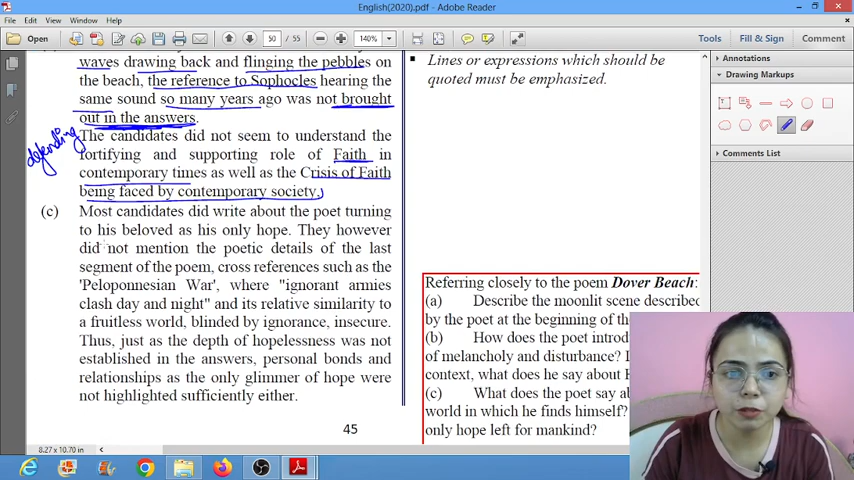 English(2020).pdf - Adobe Reader
File Edit View Window Help
Open
50 / 55
140%
Tools Fill & Sign Comment
waves drawing back and flinging the pebbles on
the beach, the reference to Sophocles hearing the
same sound so many years ago was not brought
out in the answers.
defending
The candidates did not seem to understand the
fortifying and supporting role of Faith in
contemporary times as well as the Crisis of Faith
being faced by contemporary society.
(c) Most candidates did write about the poet turning
to his beloved as his only hope. They however
did not mention the poetic details of the last
segment of the poem, cross references such as the
'Peloponnesian War', where "ignorant armies
clash day and night" and its relative similarity to
a fruitless world, blinded by ignorance, insecure.
Thus, just as the depth of hopelessness was not
established in the answers, personal bonds and
relationships as the only glimmer of hope were
not highlighted sufficiently either.
45
▪ Lines or expressions which should be
quoted must be emphasized.
Referring closely to the poem Dover Beach:
(a) Describe the moonlit scene described
by the poet at the beginning of the
(b) How does the poet
of melancholy and disturbance?
context, what does he say about
(c) What does the poet say
world in which he finds himself?
only hope left for mankind?
Annotations
Drawing Markups
Comments List
8.27 x 10.70 in